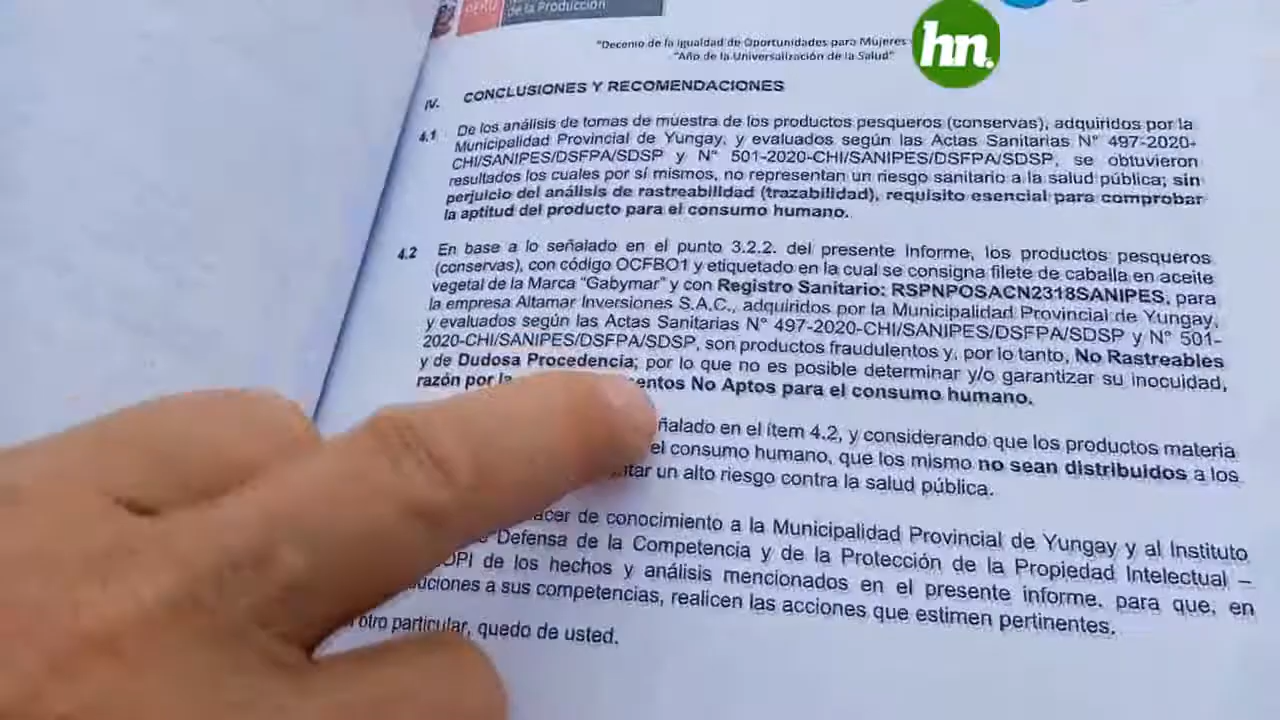 PERÚ
de la Producción
hn.
"Decenio de la Igualdad de Oportunidades para Mujeres
"Año de la Universalización de la Salud"
IV. CONCLUSIONES Y RECOMENDACIONES
4.1 De los análisis de tomas de muestra de los productos pesqueros (conservas), adquiridos por la
Municipalidad Provincial de Yungay, y evaluados según las Actas Sanitarias N° 497-2020-
CHI/SANIPES/DSFPA/SDSP y N° 501-2020-CHI/SANIPES/DSFPA/SDSP, se obtuvieron
resultados los cuales por sí mismos, no representan un riesgo sanitario a la salud pública; sin
perjuicio del análisis de rastreabilidad (trazabilidad), requisito esencial para comprobar
la aptitud del producto para el consumo humano.
4.2 En base a lo señalado en el punto 3.2.2. del presente Informe, los productos pesqueros
(conservas), con código OCFBO1 y etiquetado en la cual se consigna filete de caballa en aceite
vegetal de la Marca "Gabymar" y con Registro Sanitario: RSPNPOSACN2318SANIPES, para
la empresa Altamar Inversiones S.A.C., adquiridos por la Municipalidad Provincial de Yungay,
y evaluados según las Actas Sanitarias N° 497-2020-CHI/SANIPES/DSFPA/SDSP y N° 501-
2020-CHI/SANIPES/DSFPA/SDSP, son productos fraudulentos y, por lo tanto, No Rastreables
y de Dudosa Procedencia; por lo que no es posible determinar y/o garantizar su inocuidad,
razón por la entos No Aptos para el consumo humano.
ñalado en el ítem 4.2, y considerando que los productos materia
el consumo humano, que los mismo no sean distribuidos a los
tar un alto riesgo contra la salud pública.
acer de conocimiento a la Municipalidad Provincial de Yungay y al Instituto
Defensa de la Competencia y de la Protección de la Propiedad Intelectual –
OPI de los hechos y análisis mencionados en el presente informe, para que, en
uciones a sus competencias, realicen las acciones que estimen pertinentes.
otro particular, quedo de usted.